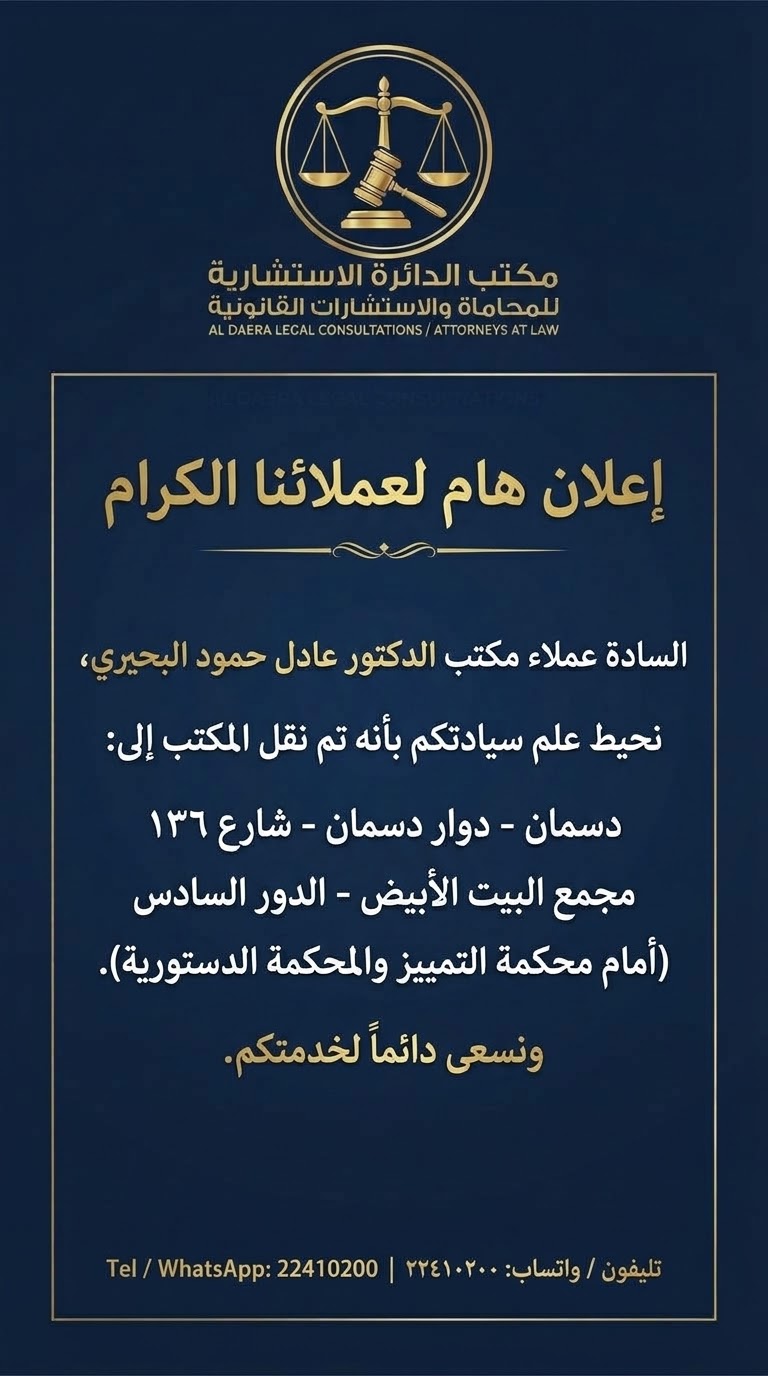 مكتب الدائرة الاستشارية
للمحاماة والاستشارات القانونية
AL DAERA LEGAL CONSULTATIONS / ATTORNEYS AT LAW
إعلان هام لعملائنا الكرام
السادة عملاء مكتب الدكتور عادل حمود البحيري،
نحيط علم سيادتكم بأنه تم نقل المكتب إلى:
دسمان - دوار دسمان - شارع ١٣٦
مجمع البيت الأبيض - الدور السادس
(أمام محكمة التمييز والمحكمة الدستورية).
ونسعى دائماً لخدمتكم.
تليفون / واتساب: ٢٢٤١٠٢٠٠ | Tel / WhatsApp: 22410200